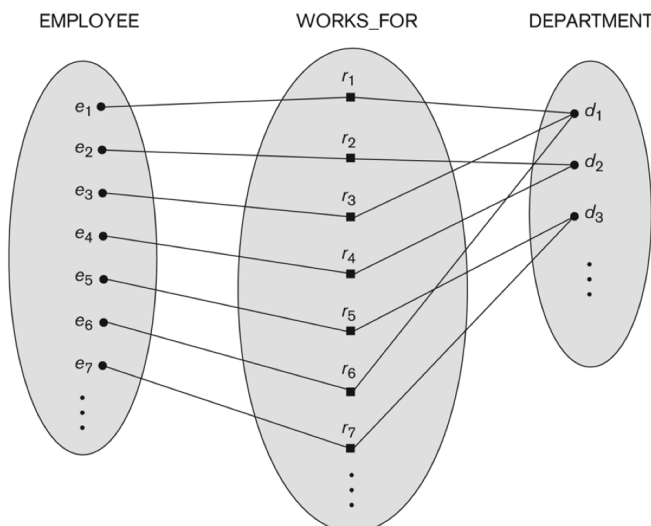 EMPLOYEE
WORKS_FOR
DEPARTMENT
e1
e2
e3
e4
e5
e6
e7
r1
r2
r3
r4
r5
r6
r7
d1
d2
d3